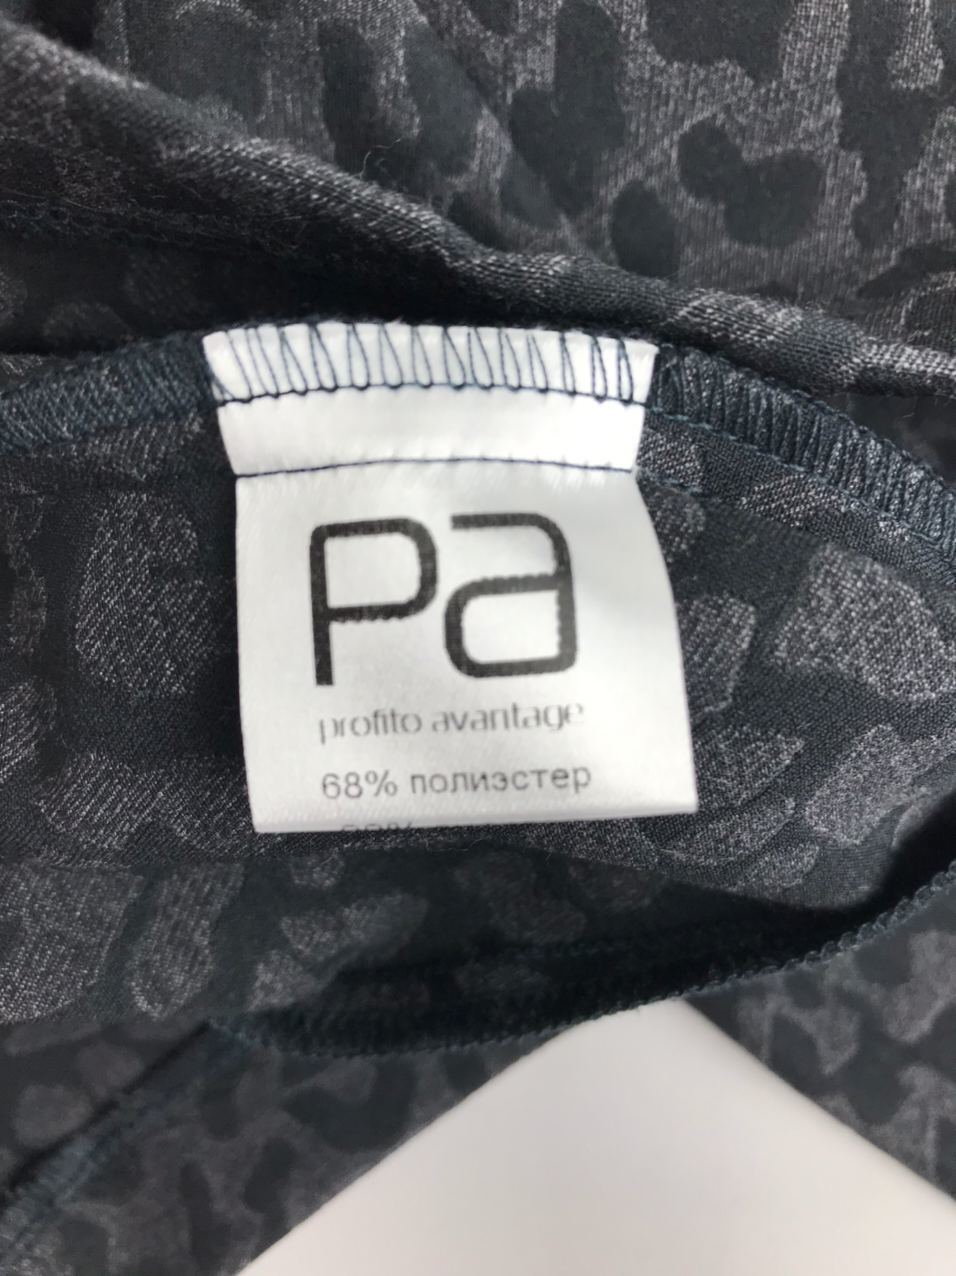 Pa
profito avantage
68% полиэстер